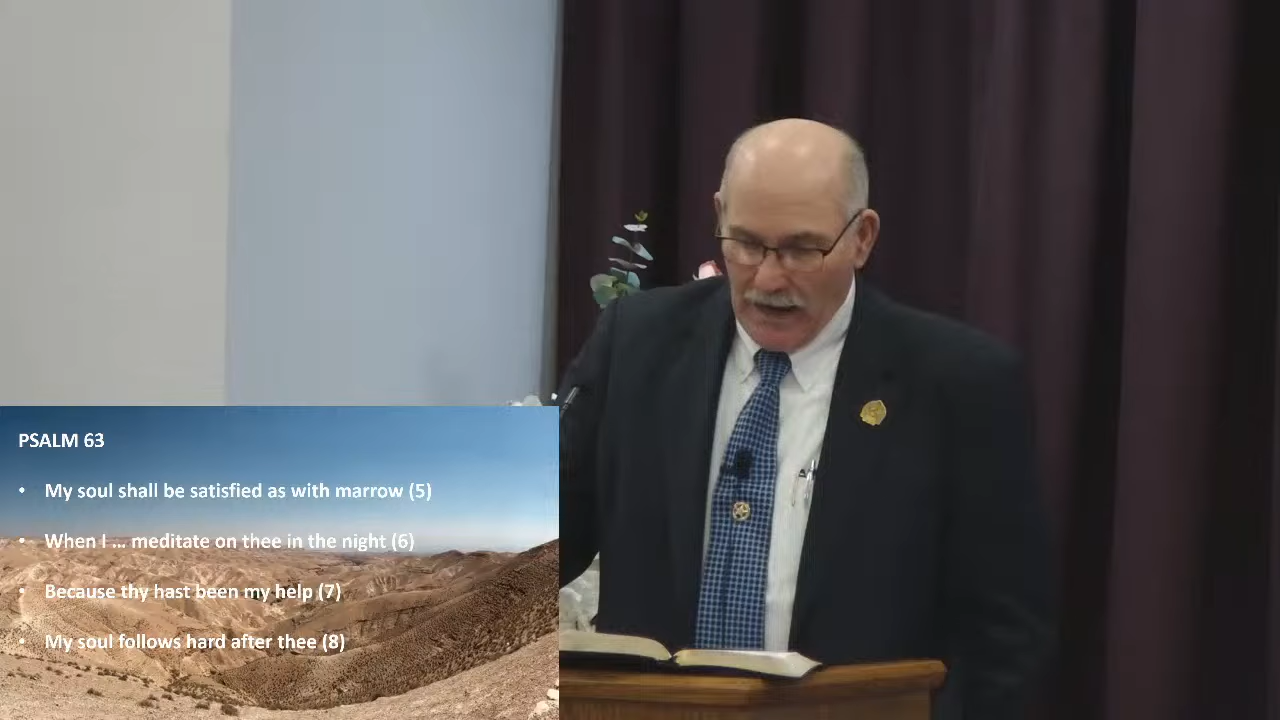 PSALM 63
• My soul shall be satisfied as with marrow (5)
• When I … meditate on thee in the night (6)
• Because thy hast been my help (7)
• My soul follows hard after thee (8)